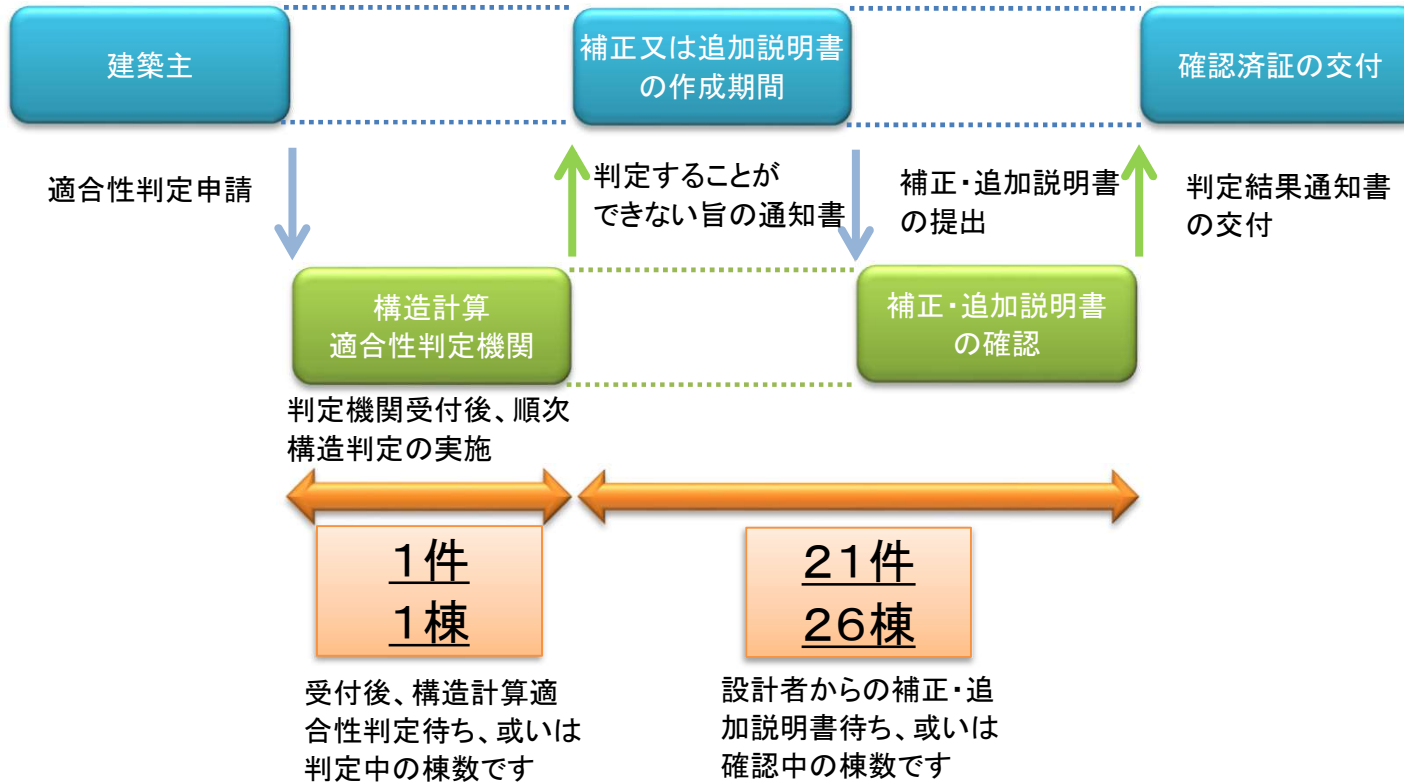 建築主
補正又は追加説明書
の作成期間
確認済証の交付
適合性判定申請
判定することが
できない旨の通知書
補正・追加説明書
の提出
判定結果通知書
の交付
構造計算
適合性判定機関
補正・追加説明書
の確認
判定機関受付後、順次
構造判定の実施
1件
1棟
21件
26棟
受付後、構造計算適
合性判定待ち、或いは
判定中の棟数です
設計者からの補正・追
加説明書待ち、或いは
確認中の棟数です